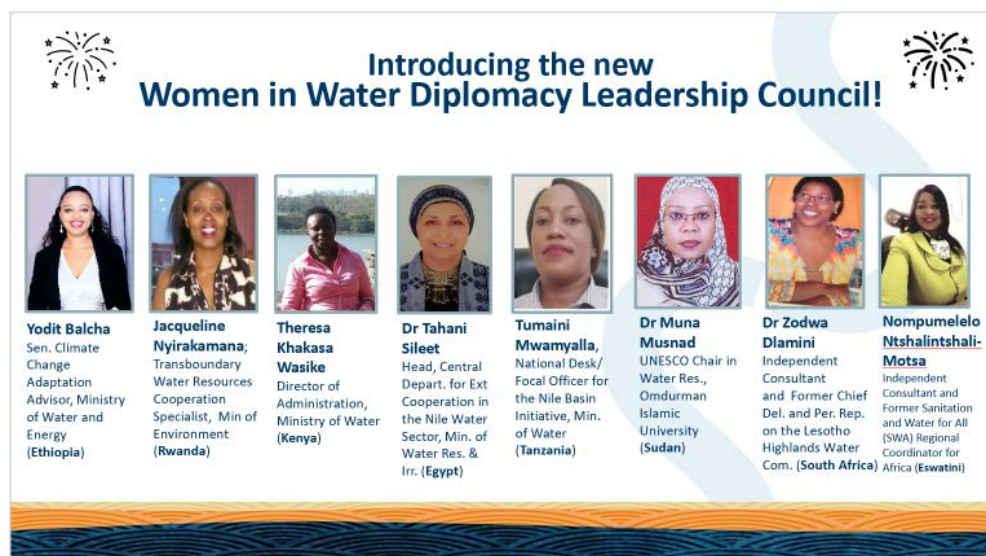 Introducing the new
Women in Water Diplomacy Leadership Council!
Yodit Balcha
Sen. Climate
Change
Adaptation
Advisor, Ministry
of Water and
Energy
(Ethiopia)
Jacqueline
Nyirakamana;
Transboundary
Water Resources
Cooperation
Specialist, Min of
Environment
(Rwanda)
Theresa
Khakasa
Wasike
Director of
Administration,
Ministry of Water
(Kenya)
Dr Tahani
Sileet
Head, Central
Depart. for Ext
Cooperation in
the Nile Water
Sector, Min. of
Water Res. &
Irr. (Egypt)
Tumaini
Mwamyalla,
National Desk/
Focal Officer for
the Nile Basin
Initiative, Min.
of Water
(Tanzania)
Dr Muna
Musnad
UNESCO Chair in
Water Res.,
Omdurman
Islamic
University
(Sudan)
Dr Zodwa
Dlamini
Independent
Consultant
and Former Chief
Del. and Per. Rep.
on the Lesotho
Highlands Water
Com. (South Africa)
Nompumelelo
Ntshalintshali-
Motsa
Independent
Consultant and
Former Sanitation
and Water for All
(SWA) Regional
Coordinator for
Africa (Eswatini)